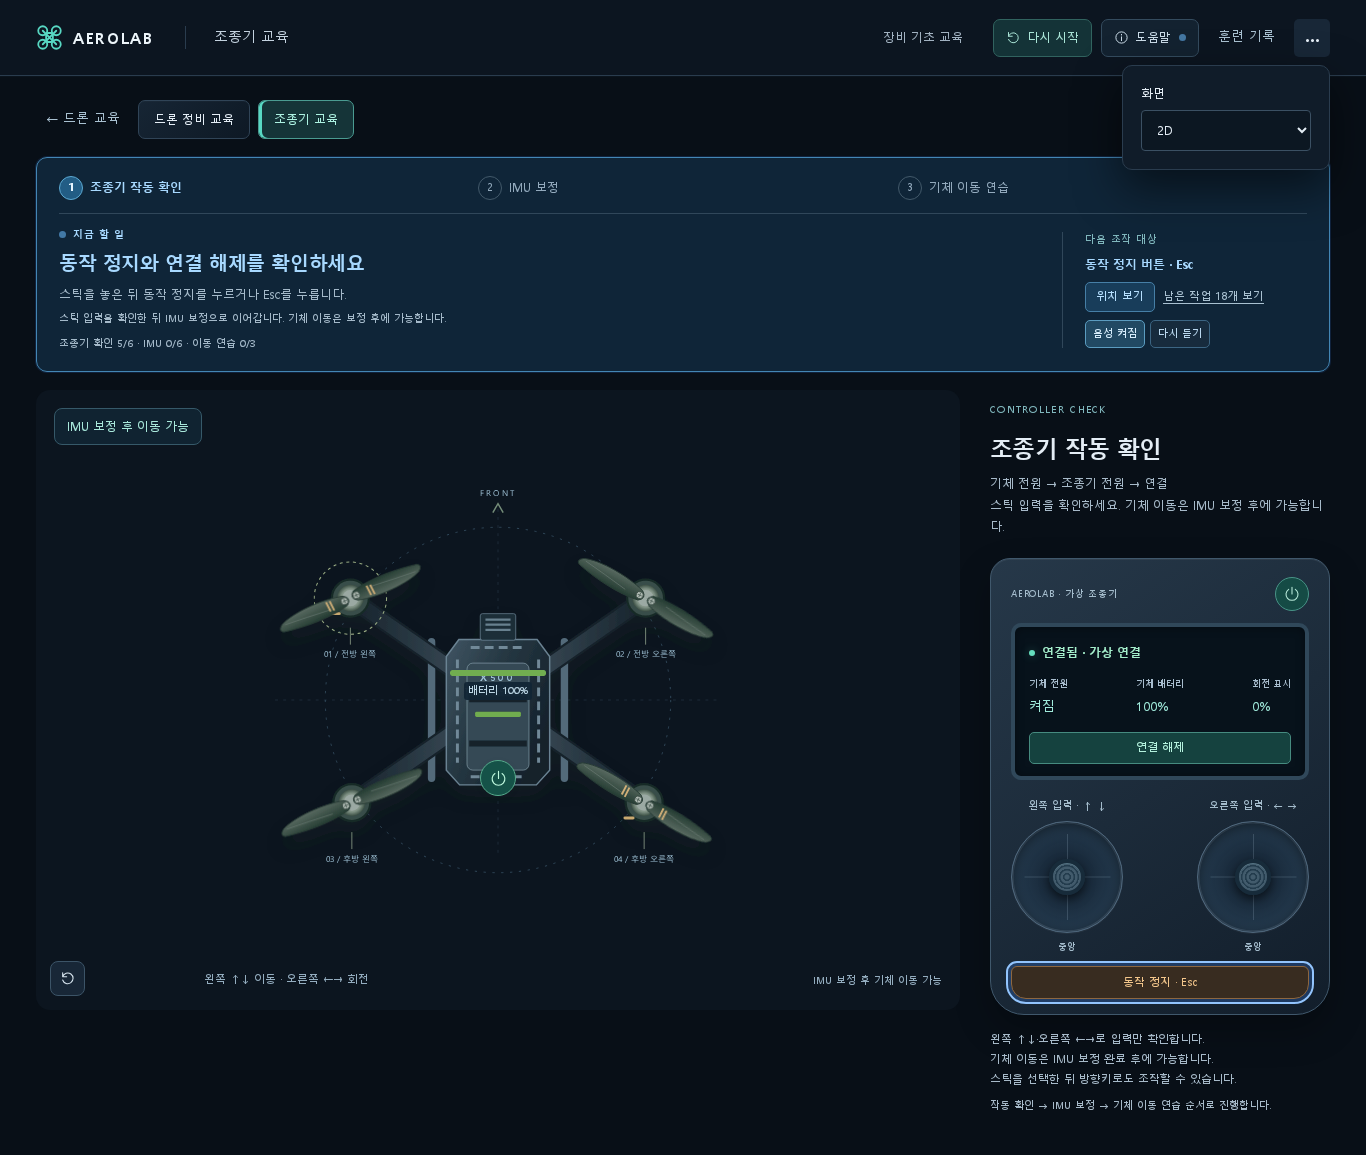 AEROLAB
조종기 교육
장비 기초 교육
다시 시작
도움말
훈련 기록
...
화면
2D
← 드론 교육
드론 정비 교육
조종기 교육
1 조종기 작동 확인
2 IMU 보정
3 기체 이동 연습
지금 할 일
동작 정지와 연결 해제를 확인하세요
스틱을 놓은 뒤 동작 정지를 누르거나 Esc를 누릅니다.
스틱 입력을 확인한 뒤 IMU 보정으로 이어갑니다. 기체 이동은 보정 후에 가능합니다.
조종기 확인 5/6 · IMU 0/6 · 이동 연습 0/3
다음 조작 대상
동작 정지 버튼 · Esc
위치 보기
남은 작업 18개 보기
음성 켜짐
다시 듣기
IMU 보정 후 이동 가능
FRONT
01 / 전방 왼쪽
02 / 전방 오른쪽
X500
배터리 100%
03 / 후방 왼쪽
04 / 후방 오른쪽
왼쪽 ↑↓ 이동 · 오른쪽 ←→ 회전
IMU 보정 후 기체 이동 가능
CONTROLLER CHECK
조종기 작동 확인
기체 전원 → 조종기 전원 → 연결
스틱 입력을 확인하세요. 기체 이동은 IMU 보정 후에 가능합니
다.
AEROLAB · 가상 조종기
연결됨 · 가상 연결
기체 전원
기체 배터리
회전 표시
켜짐
100%
0%
연결 해제
왼쪽 입력 · ↑ ↓
오른쪽 입력 · ← →
중앙
중앙
동작 정지 · Esc
왼쪽 ↑↓·오른쪽 ←→로 입력만 확인합니다.
기체 이동은 IMU 보정 완료 후에 가능합니다.
스틱을 선택한 뒤 방향키로도 조작할 수 있습니다.
작동 확인 → IMU 보정 → 기체 이동 연습 순서로 진행합니다.